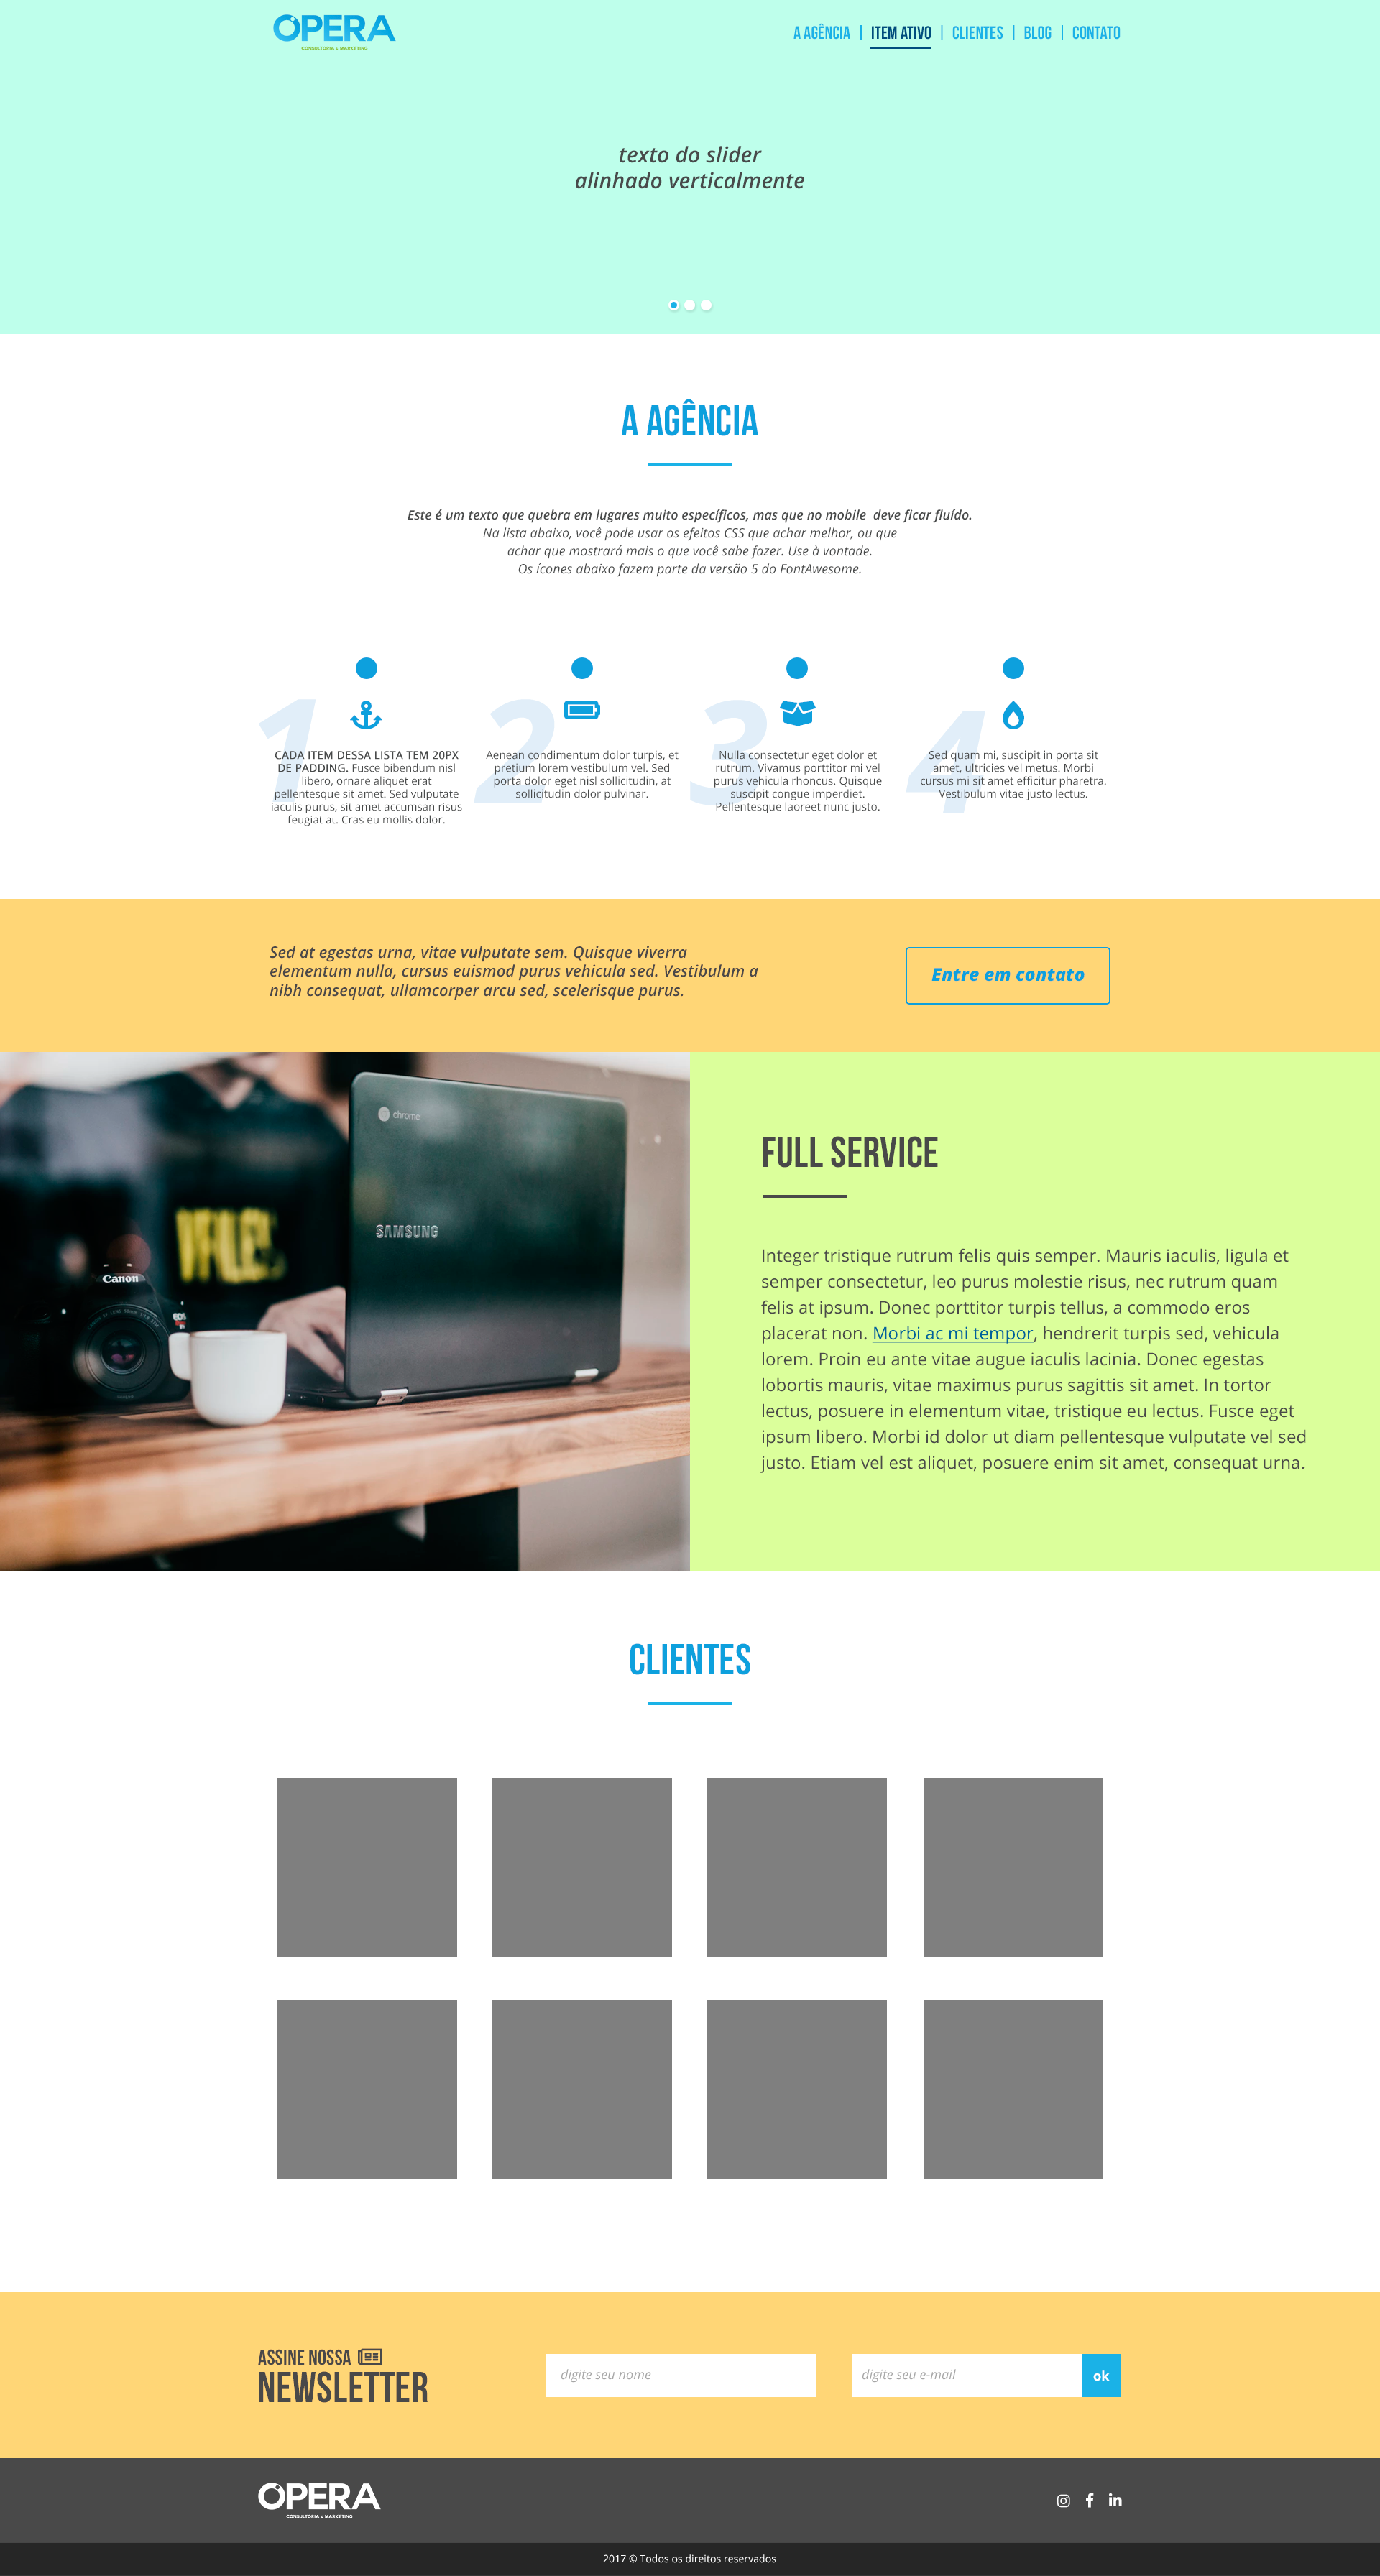 OPERA
CONSULTORIA e MARKETING
A AGÊNCIA | ITEM ATIVO | CLIENTES | BLOG | CONTATO
texto do slider
alinhado verticalmente
A AGÊNCIA
Este é um texto que quebra em lugares muito específicos, mas que no mobile  deve ficar fluído.
Na lista abaixo, você pode usar os efeitos CSS que achar melhor, ou que
achar que mostrará mais o que você sabe fazer. Use à vontade.
Os ícones abaixo fazem parte da versão 5 do FontAwesome.
1
CADA ITEM DESSA LISTA TEM 20PX
DE PADDING. Fusce bibendum nisl
libero, ornare aliquet erat
pellentesque sit amet. Sed vulputate
iaculis purus, sit amet accumsan risus
feugiat at. Cras eu mollis dolor.
2
Aenean condimentum dolor turpis, et
pretium lorem vestibulum vel. Sed
porta dolor eget nisl sollicitudin, at
sollicitudin dolor pulvinar.
3
Nulla consectetur eget dolor et
rutrum. Vivamus porttitor mi vel
purus vehicula rhoncus. Quisque
suscipit congue imperdiet.
Pellentesque laoreet nunc justo.
4
Sed quam mi, suscipit in porta sit
amet, ultricies vel metus. Morbi
cursus mi sit amet efficitur pharetra.
Vestibulum vitae justo lectus.
Sed at egestas urna, vitae vulputate sem. Quisque viverra
elementum nulla, cursus euismod purus vehicula sed. Vestibulum a
nibh consequat, ullamcorper arcu sed, scelerisque purus.
Entre em contato
chrome
SAMSUNG
Canon
FULL SERVICE
Integer tristique rutrum felis quis semper. Mauris iaculis, ligula et
semper consectetur, leo purus molestie risus, nec rutrum quam
felis at ipsum. Donec porttitor turpis tellus, a commodo eros
placerat non. Morbi ac mi tempor, hendrerit turpis sed, vehicula
lorem. Proin eu ante vitae augue iaculis lacinia. Donec egestas
lobortis mauris, vitae maximus purus sagittis sit amet. In tortor
lectus, posuere in elementum vitae, tristique eu lectus. Fusce eget
ipsum libero. Morbi id dolor ut diam pellentesque vulputate vel sed
justo. Etiam vel est aliquet, posuere enim sit amet, consequat urna.
CLIENTES
ASSINE NOSSA
NEWSLETTER
digite seu nome
digite seu e-mail
ok
OPERA
CONSULTORIA e MARKETING
2017 © Todos os direitos reservados